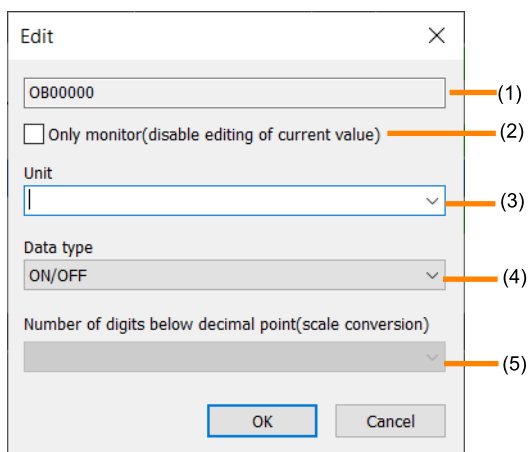 Edit
OB00000
(1)
Only monitor(disable editing of current value)
(2)
Unit
(3)
Data type
ON/OFF
(4)
Number of digits below decimal point(scale conversion)
(5)
OK
Cancel